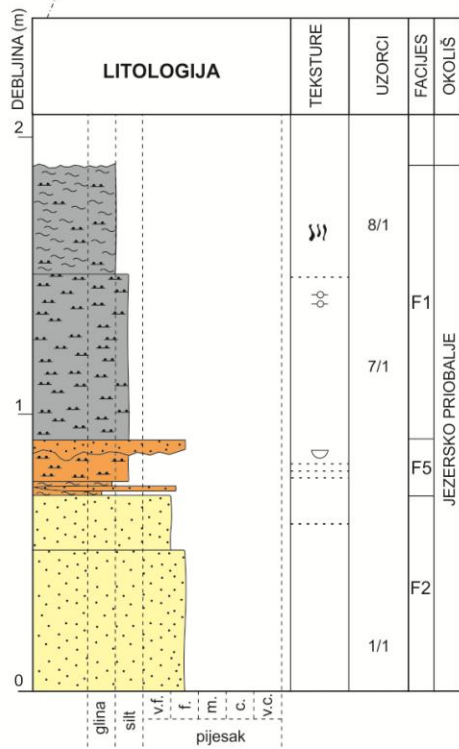 DEBLJINA (m)
LITOLOGIJA
TEKSTURE
UZORCI
FACIJES
OKOLIŠ
2
8/1
F1
7/1
1
JEZERSKO PRIOBALJE
F5
F2
1/1
0
glina
silt
v.f.
f.
m.
c.
v.c.
pijesak